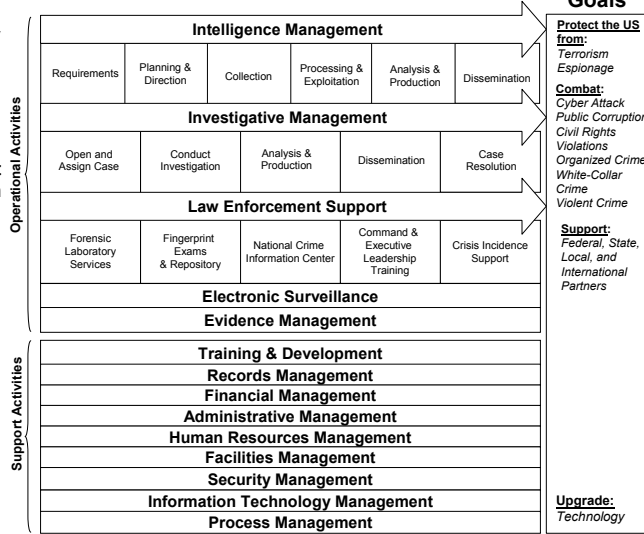 Goals
Intelligence Management
Requirements
Planning &
Direction
Collection
Processing &
Exploitation
Analysis &
Production
Dissemination
Investigative Management
Open and
Assign Case
Conduct
Investigation
Analysis &
Production
Dissemination
Case
Resolution
Law Enforcement Support
Forensic
Laboratory
Services
Fingerprint
Exams
& Repository
National Crime
Information Center
Command &
Executive
Leadership
Training
Crisis Incidence
Support
Electronic Surveillance
Evidence Management
Operational Activities
Training & Development
Records Management
Financial Management
Administrative Management
Human Resources Management
Facilities Management
Security Management
Information Technology Management
Process Management
Support Activities
Protect the US
from:
Terrorism
Espionage
Combat:
Cyber Attack
Public Corruption
Civil Rights
Violations
Organized Crime
White-Collar
Crime
Violent Crime
Support:
Federal, State,
Local, and
International
Partners
Upgrade:
Technology